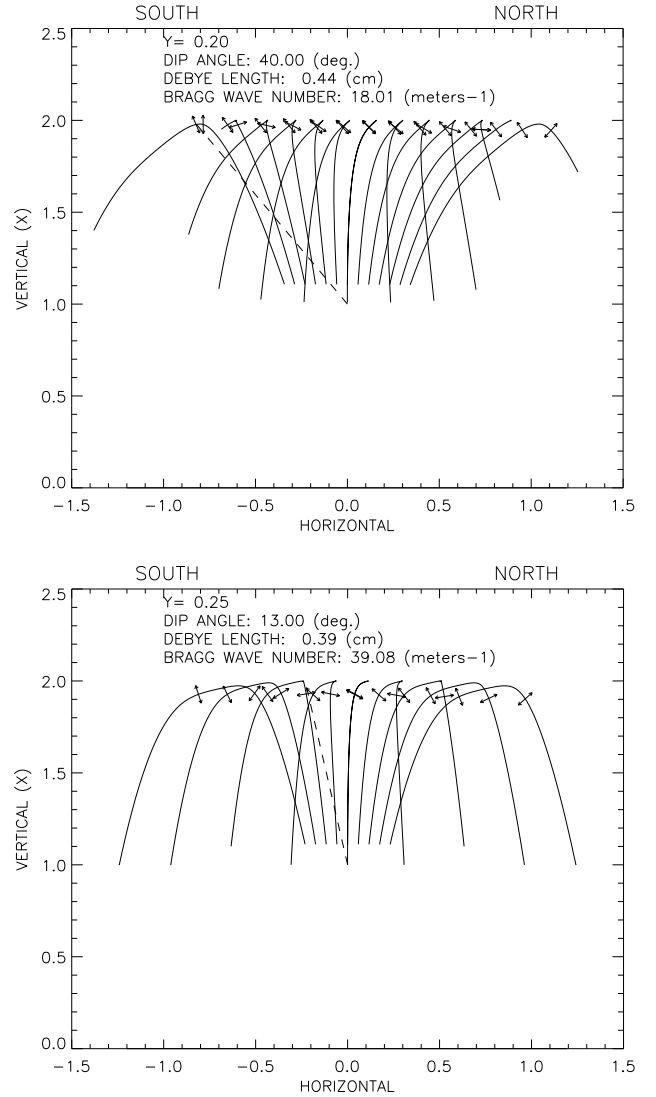 SOUTH NORTH
2.5
Y= 0.20
DIP ANGLE: 40.00 (deg.)
DEBYE LENGTH:  0.44 (cm)
BRAGG WAVE NUMBER: 18.01 (meters−1)
2.0
1.5
VERTICAL (X)
1.0
0.5
0.0
−1.5 −1.0 −0.5 0.0 0.5 1.0 1.5
HORIZONTAL
SOUTH NORTH
2.5
Y= 0.25
DIP ANGLE: 13.00 (deg.)
DEBYE LENGTH:  0.39 (cm)
BRAGG WAVE NUMBER: 39.08 (meters−1)
2.0
1.5
VERTICAL (X)
1.0
0.5
0.0
−1.5 −1.0 −0.5 0.0 0.5 1.0 1.5
HORIZONTAL